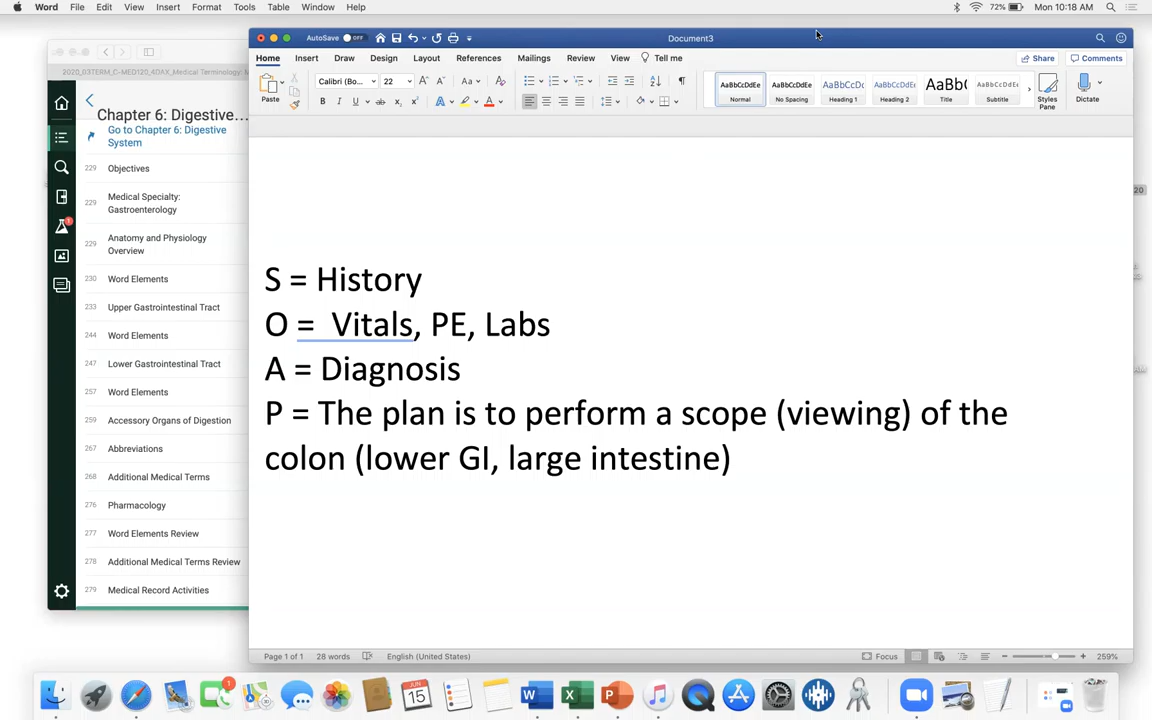 Word File Edit View Insert Format Tools Table Window Help 72% Mon 10:18 AM
AutoSave OFF Document3
Home Insert Draw Design Layout References Mailings Review View Tell me Share Comments
Paste Calibri (Bo... 22 Aa
AaBbCcDdEe AaBbCcDdEe AaBbCcDc AaBbCcDdEe AaBb( AaBbCcDdEe
Normal No Spacing Heading 1 Heading 2 Title Subtitle Styles Pane Dictate
2020_03TERM_D-MED120_4DAX_Medical Terminology: M
Chapter 6: Digestive...
Go to Chapter 6: Digestive
System
229 Objectives
229 Medical Specialty:
Gastroenterology
229 Anatomy and Physiology
Overview
230 Word Elements
233 Upper Gastrointestinal Tract
244 Word Elements
247 Lower Gastrointestinal Tract
257 Word Elements
259 Accessory Organs of Digestion
267 Abbreviations
268 Additional Medical Terms
276 Pharmacology
277 Word Elements Review
278 Additional Medical Terms Review
279 Medical Record Activities
S = History
O =  Vitals, PE, Labs
A = Diagnosis
P = The plan is to perform a scope (viewing) of the
colon (lower GI, large intestine)
Page 1 of 1 28 words English (United States) Focus 259%
JUN
15